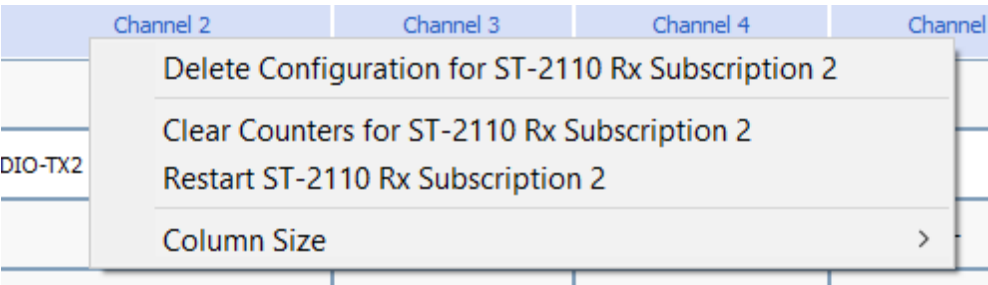 Channel 2 Channel 3 Channel 4 Channel
Delete Configuration for ST-2110 Rx Subscription 2
Clear Counters for ST-2110 Rx Subscription 2
DIO-TX2
Restart ST-2110 Rx Subscription 2
Column Size